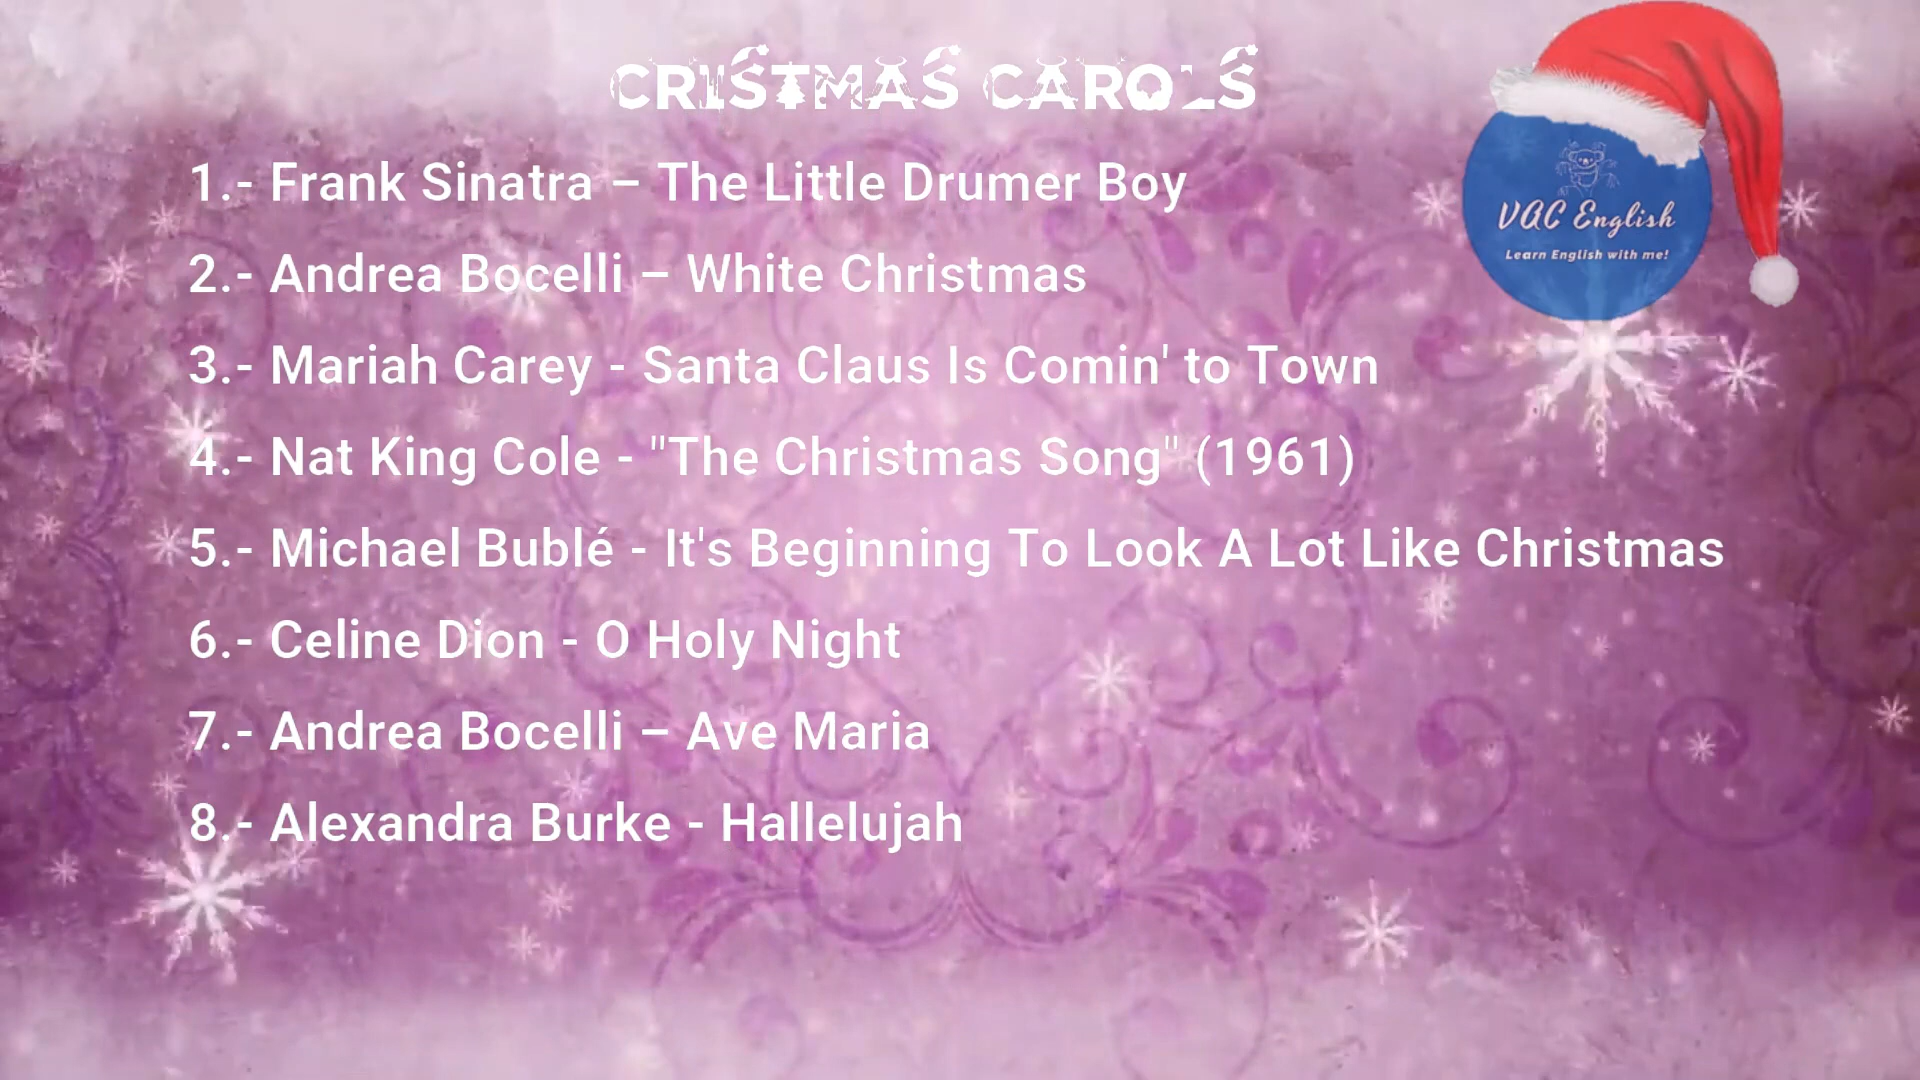 CRISTMAS CAROLS
1.- Frank Sinatra – The Little Drumer Boy
2.- Andrea Bocelli – White Christmas
3.- Mariah Carey - Santa Claus Is Comin' to Town
4.- Nat King Cole - "The Christmas Song" (1961)
5.- Michael Bublé - It's Beginning To Look A Lot Like Christmas
6.- Celine Dion - O Holy Night
7.- Andrea Bocelli – Ave Maria
8.- Alexandra Burke - Hallelujah
VGC English
Learn English with me!